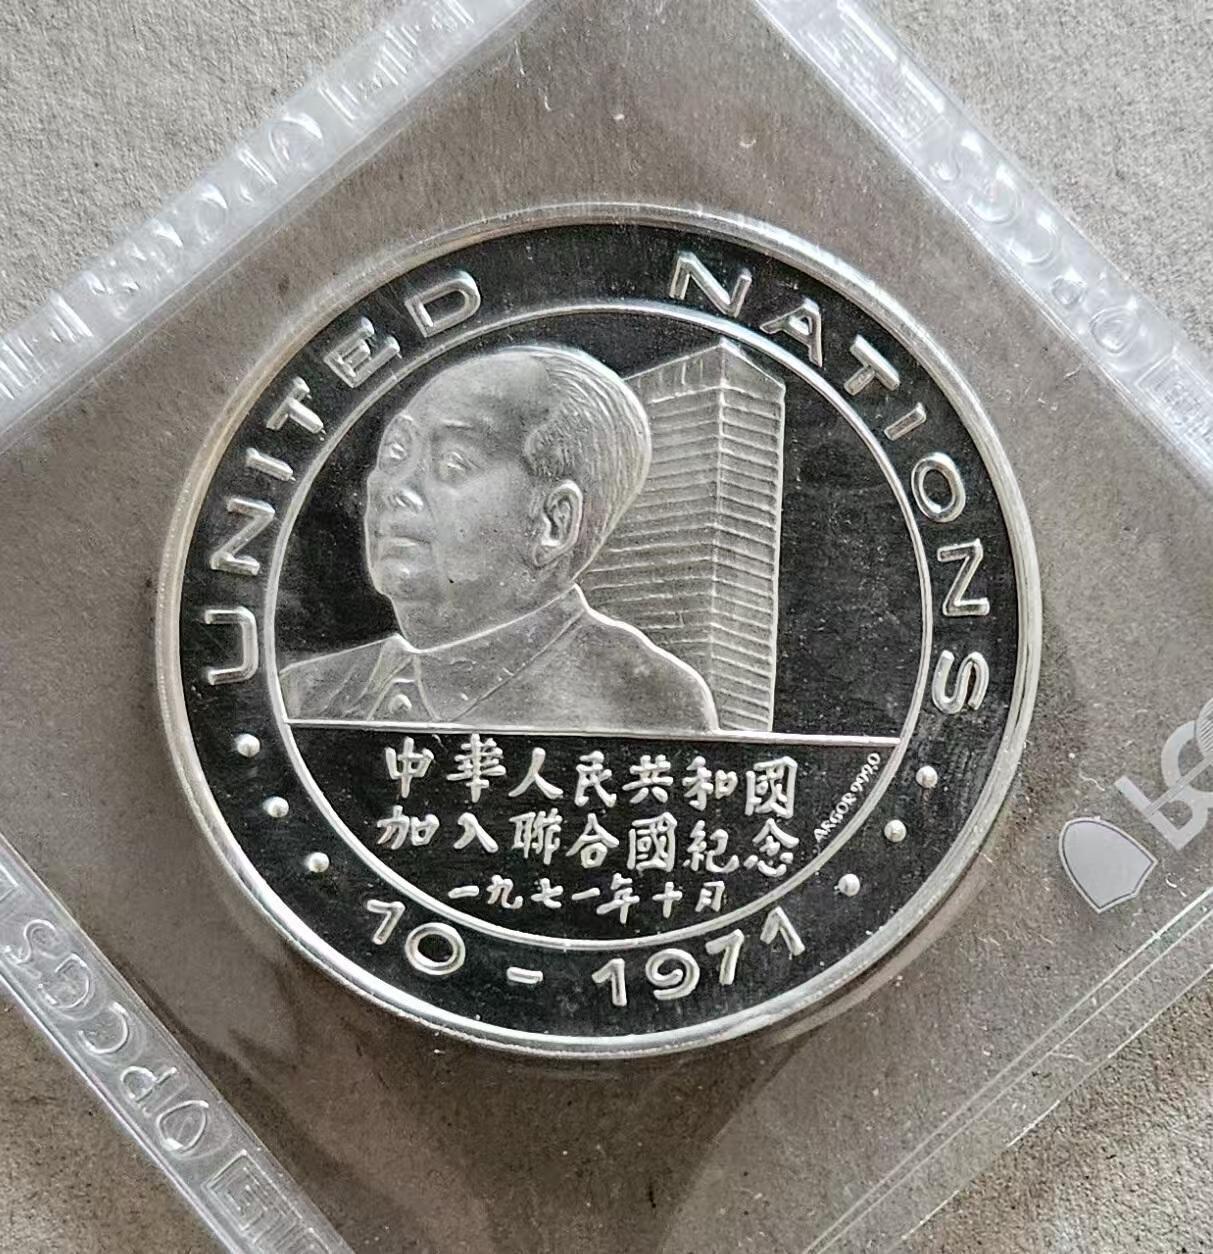 UNITED NATIONS
中華人民共和國
加入聯合國紀念
一九七一年十月
ARGOR 999,0
10-1971